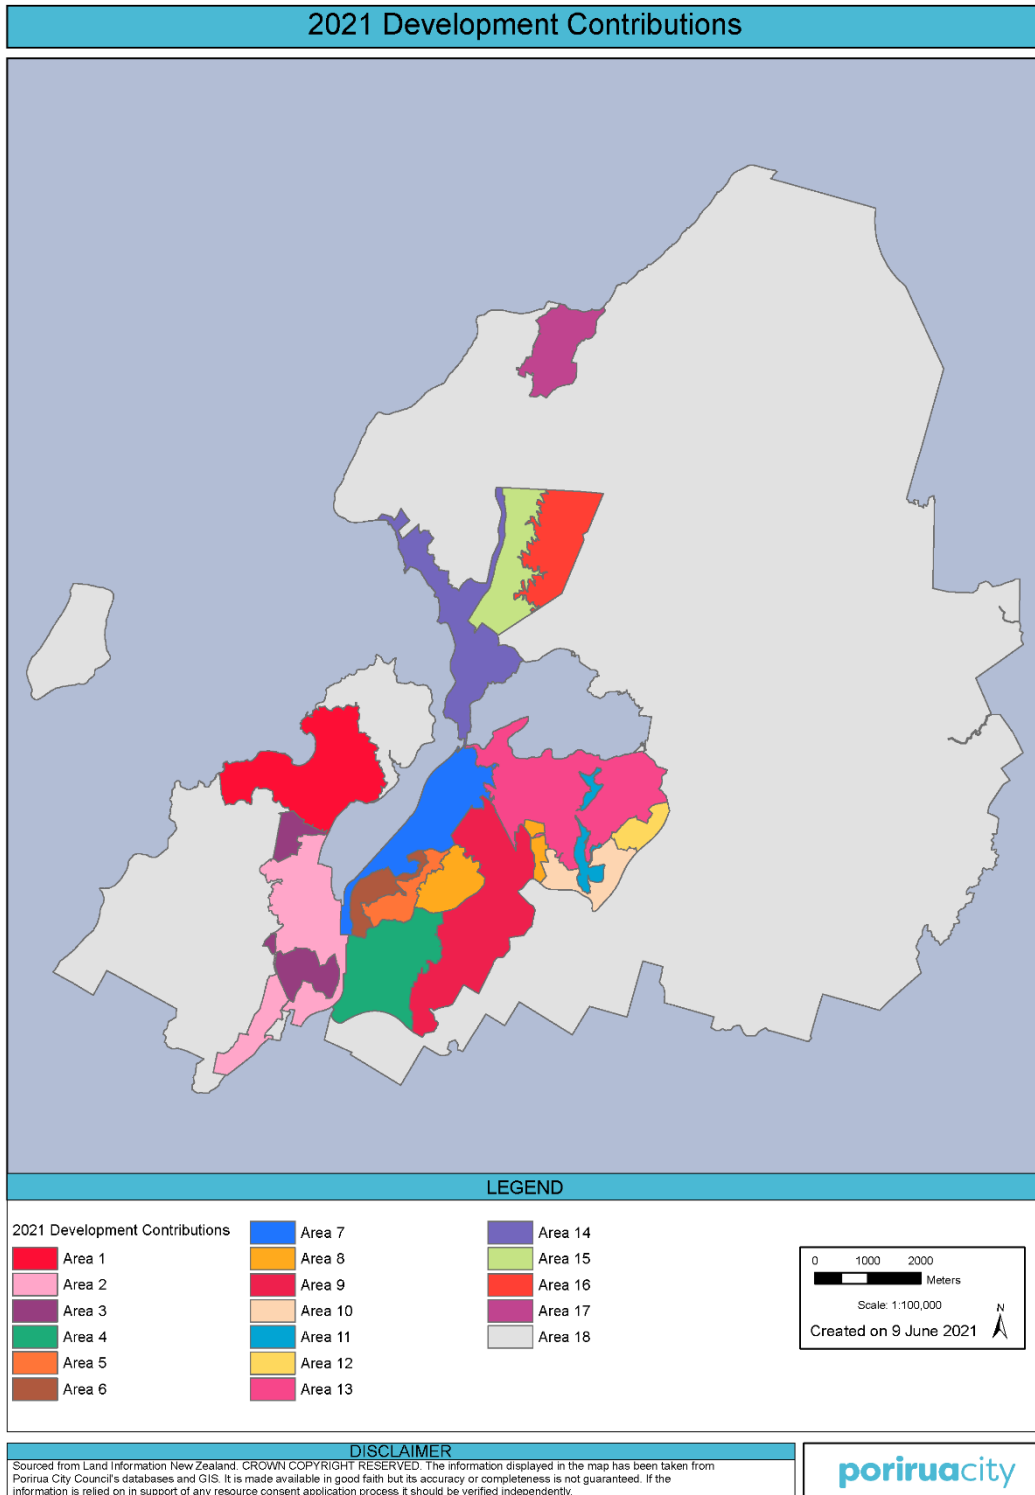 2021 Development Contributions
LEGEND
2021 Development Contributions
Area 1
Area 2
Area 3
Area 4
Area 5
Area 6
Area 7
Area 8
Area 9
Area 10
Area 11
Area 12
Area 13
Area 14
Area 15
Area 16
Area 17
Area 18
0 1000 2000
Meters
Scale: 1:100,000
N
Created on 9 June 2021
DISCLAIMER
Sourced from Land Information New Zealand. CROWN COPYRIGHT RESERVED. The information displayed in the map has been taken from
Porirua City Council's databases and GIS. It is made available in good faith but its accuracy or completeness is not guaranteed. If the
information is relied on in support of any resource consent application process it should be verified independently.
poriruacity